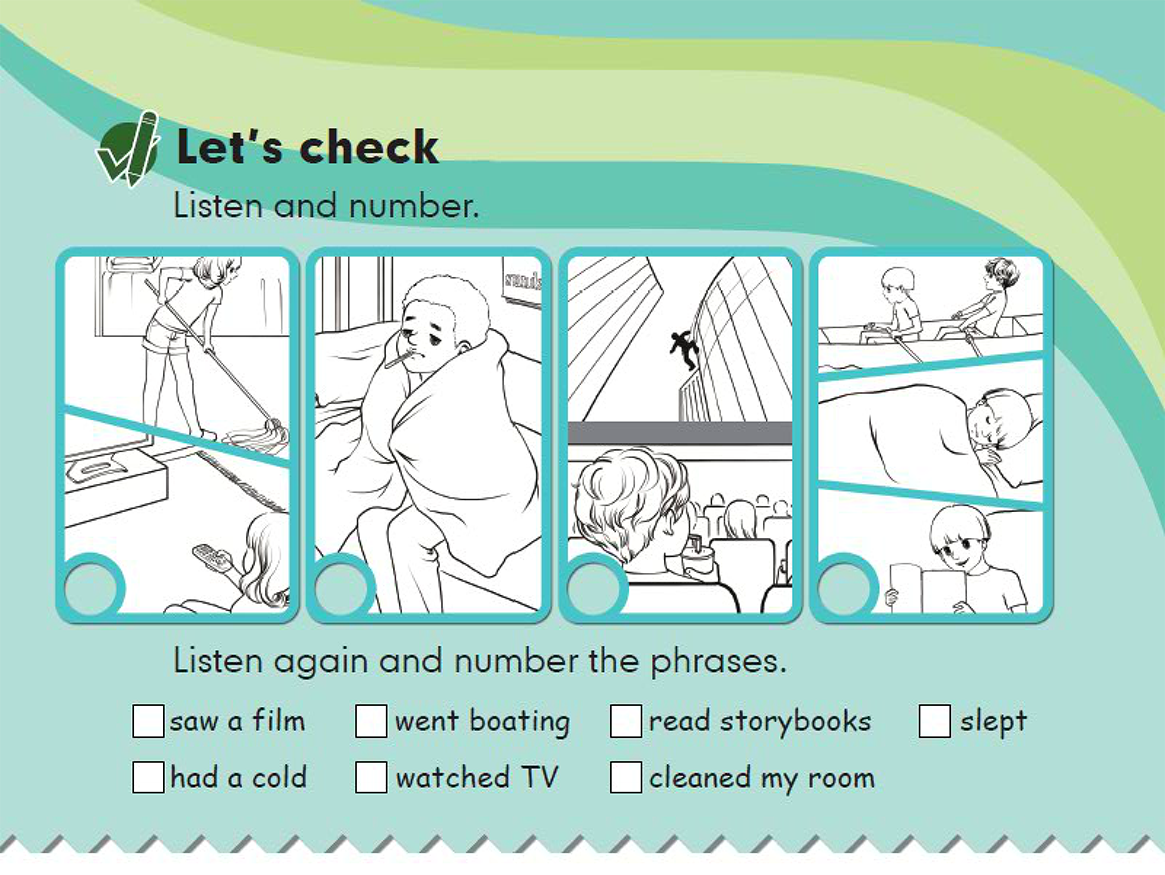 Let's check
Listen and number.
Listen again and number the phrases.
saw a film
went boating
read storybooks
slept
had a cold
watched TV
cleaned my room